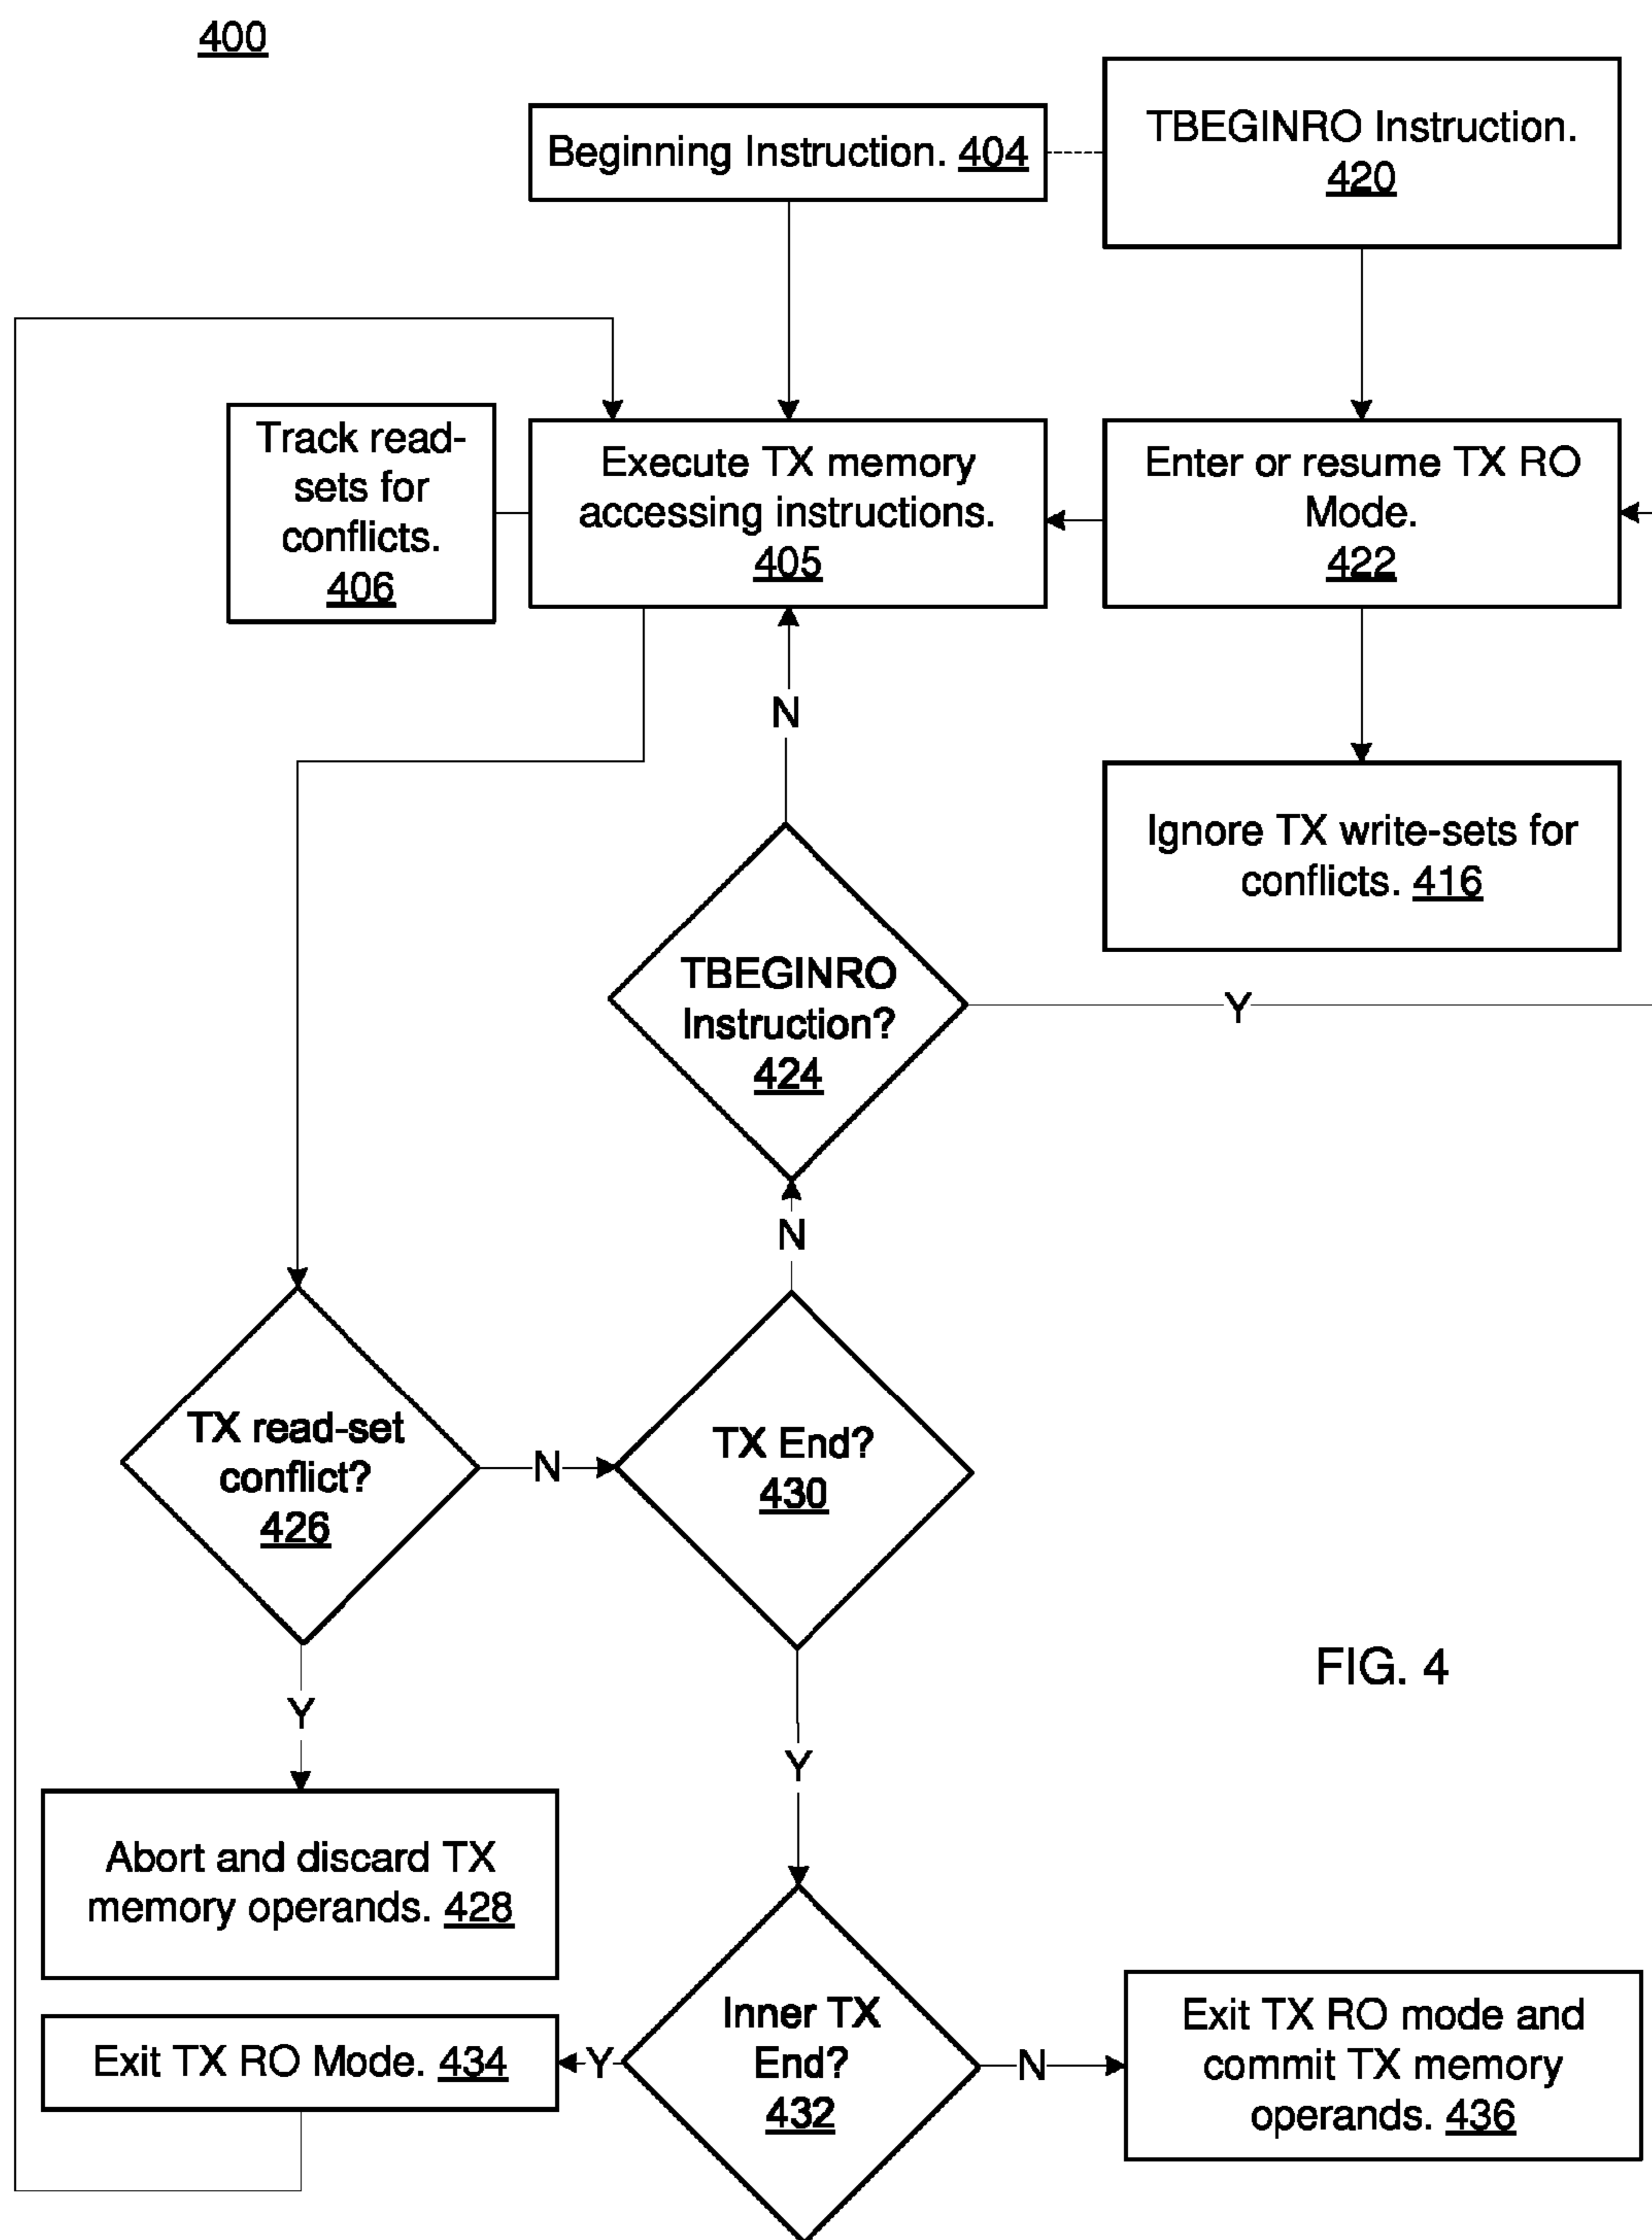 400
Beginning Instruction. 404
TBEGINRO Instruction.
420
Track read-
sets for
conflicts.
406
Execute TX memory
accessing instructions.
405
Enter or resume TX RO
Mode.
422
N
Ignore TX write-sets for
conflicts. 416
TBEGINRO
Instruction?
424
Y
N
TX read-set
conflict?
426
N
TX End?
430
FIG. 4
Y
Y
Abort and discard TX
memory operands. 428
Exit TX RO Mode. 434
Y
Inner TX
End?
432
N
Exit TX RO mode and
commit TX memory
operands. 436